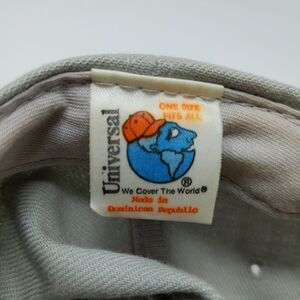 ONE SIZE
FITS ALL
Universal
®
We Cover The World®
Made in
Dominican Republic